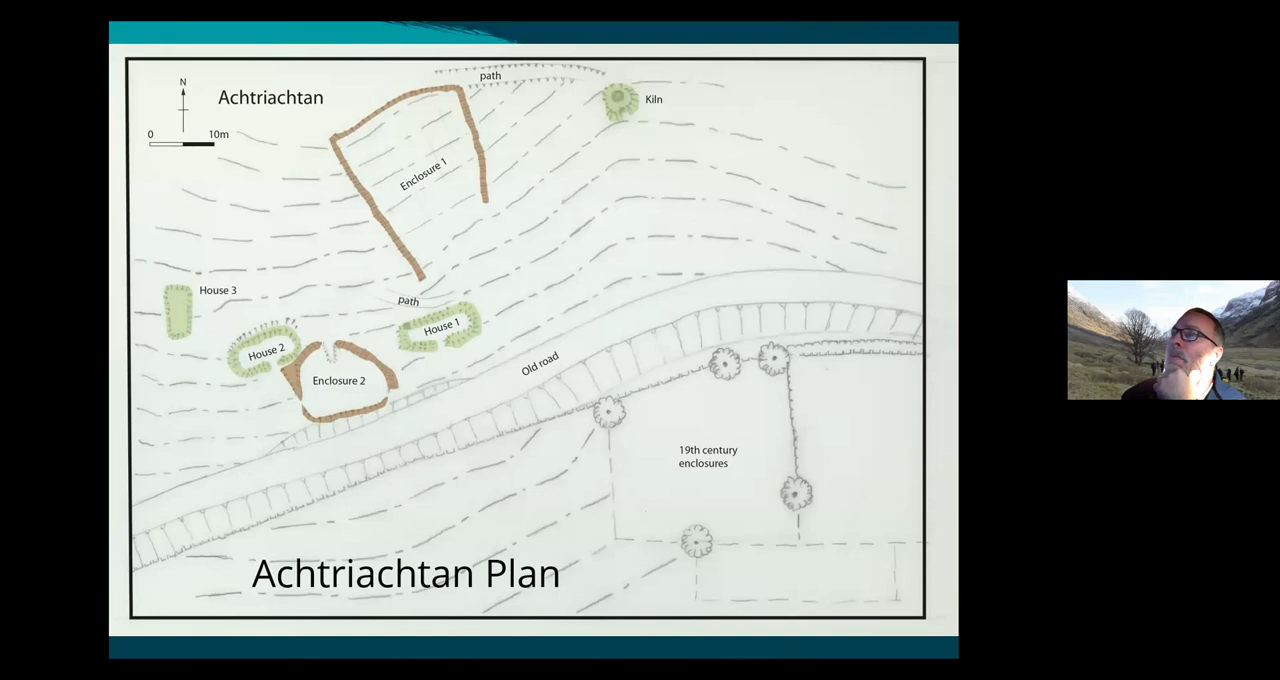 path
N
Achtriachtan
Kiln
0 10m
Enclosure 1
House 3
path
House 1
House 2
Old road
Enclosure 2
19th century
enclosures
Achtriachtan Plan